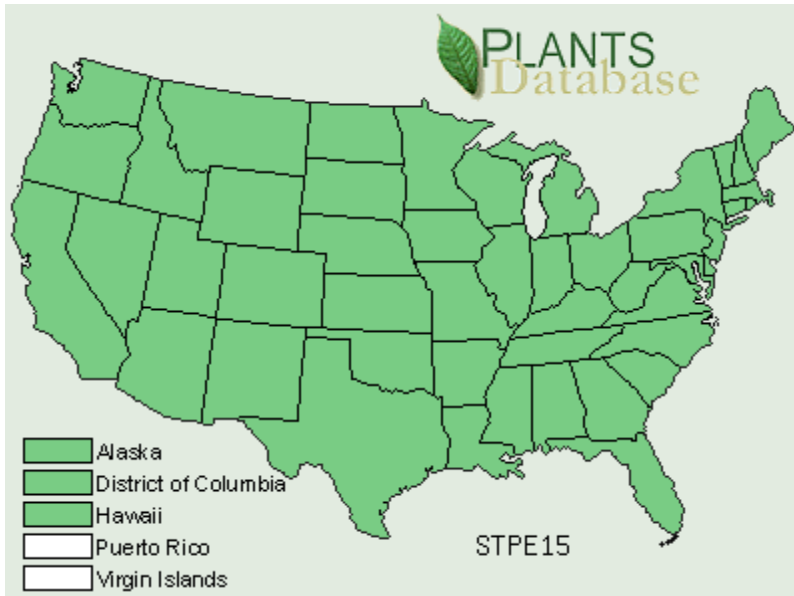 PLANTS
Database
Alaska
District of Columbia
Hawaii
Puerto Rico
Virgin Islands
STPE15